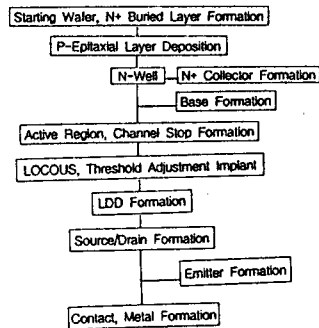 Starting Wafer, N+ Buried Layer Formation
P-Epitaxial Layer Deposition
N-Well
N+ Collector Formation
Base Formation
Active Region, Channel Stop Formation
LOCOUS, Threshold Adjustment Implant
LDD Formation
Source/Drain Formation
Emitter Formation
Contact, Metal Formation